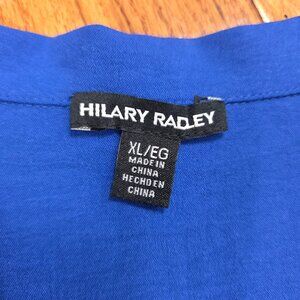 HILARY RADLEY
XL/EG
MADE IN
CHINA
HECHO EN
CHINA